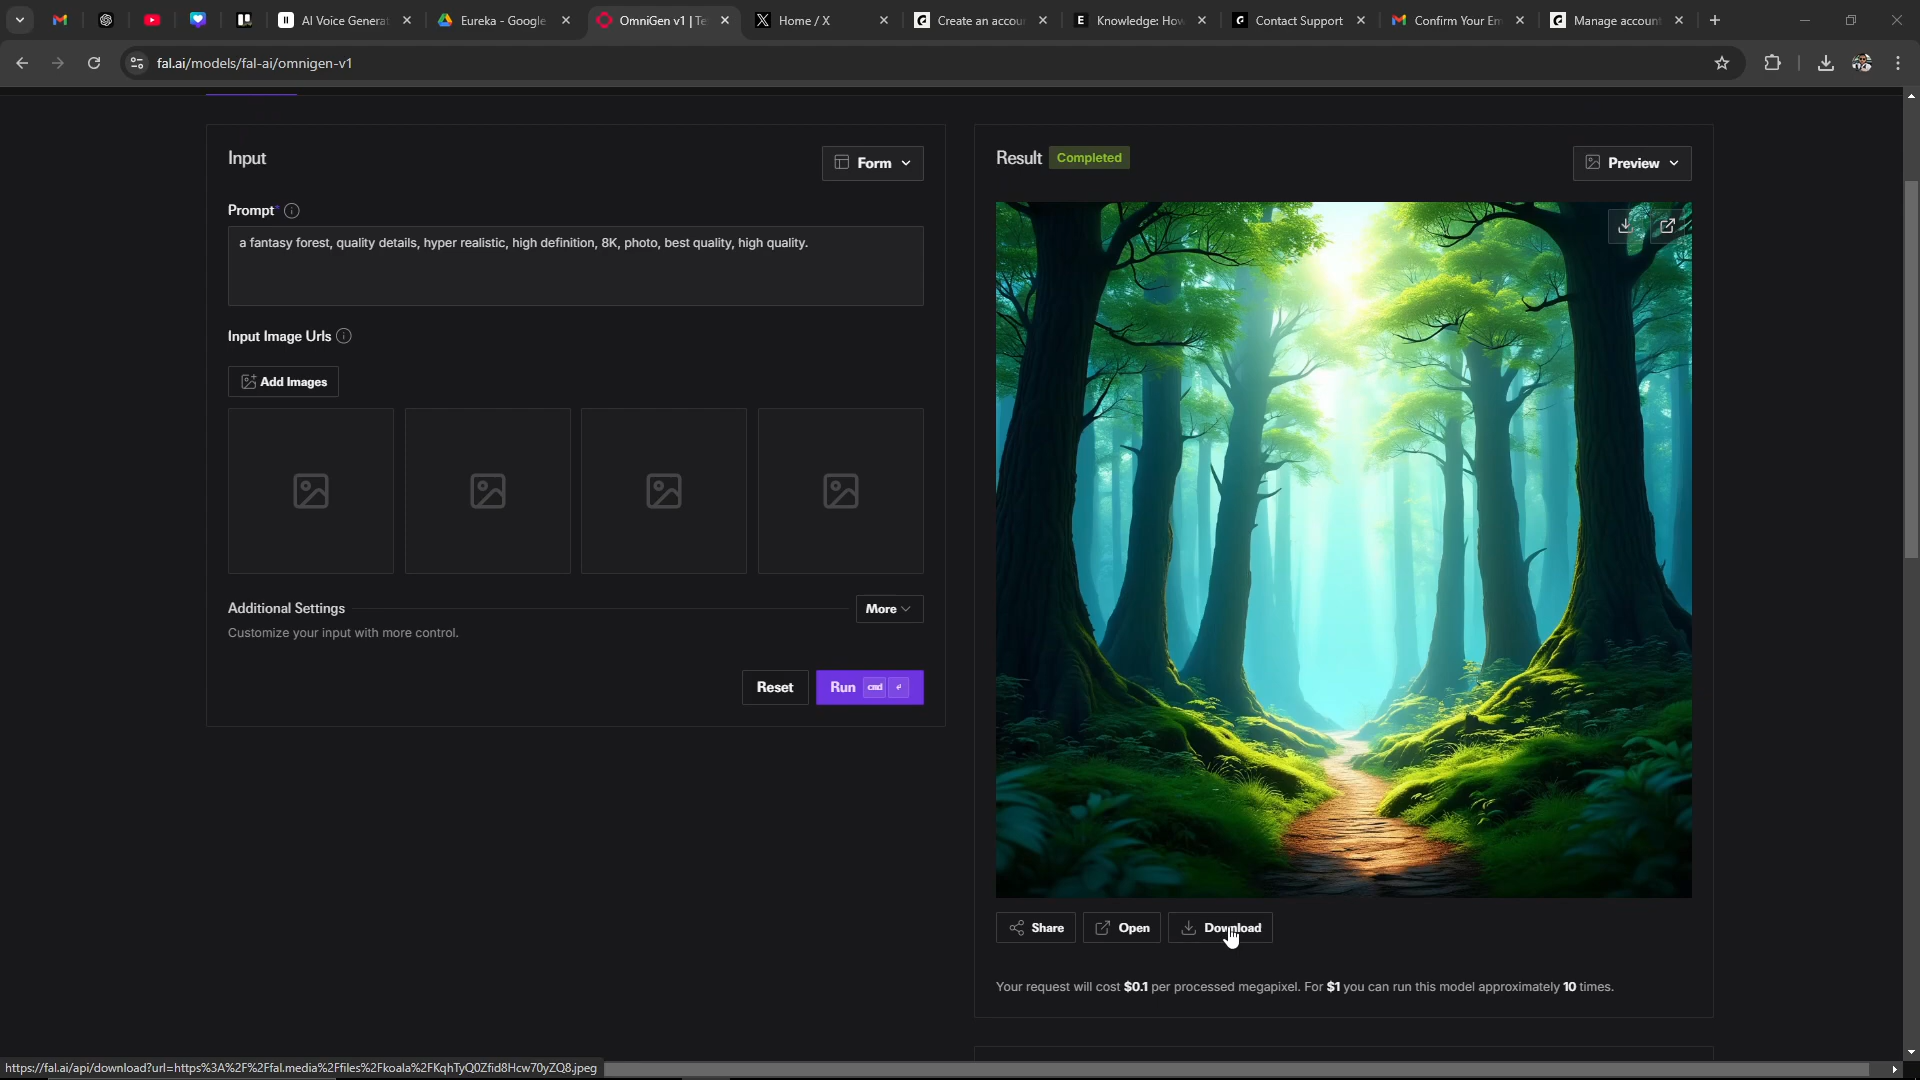 AI Voice Generat
Eureka - Google
OmniGen v1 | Te
Home / X
Create an accou
Knowledge: How
Contact Support
Confirm Your Em
Manage account
fal.ai/models/fal-ai/omnigen-v1
Input
Form
Prompt*
a fantasy forest, quality details, hyper realistic, high definition, 8K, photo, best quality, high quality.
Input Image Urls
Add Images
Additional Settings
More
Customize your input with more control.
Reset
Run cmd
Result Completed
Preview
Share
Open
Download
Your request will cost $0.1 per processed megapixel. For $1 you can run this model approximately 10 times.
https://fal.ai/api/download?url=https%3A%2F%2Ffal.media%2Ffiles%2Fkoala%2FKqhTyQ0Zfid8Hcw70yZQ8.jpeg